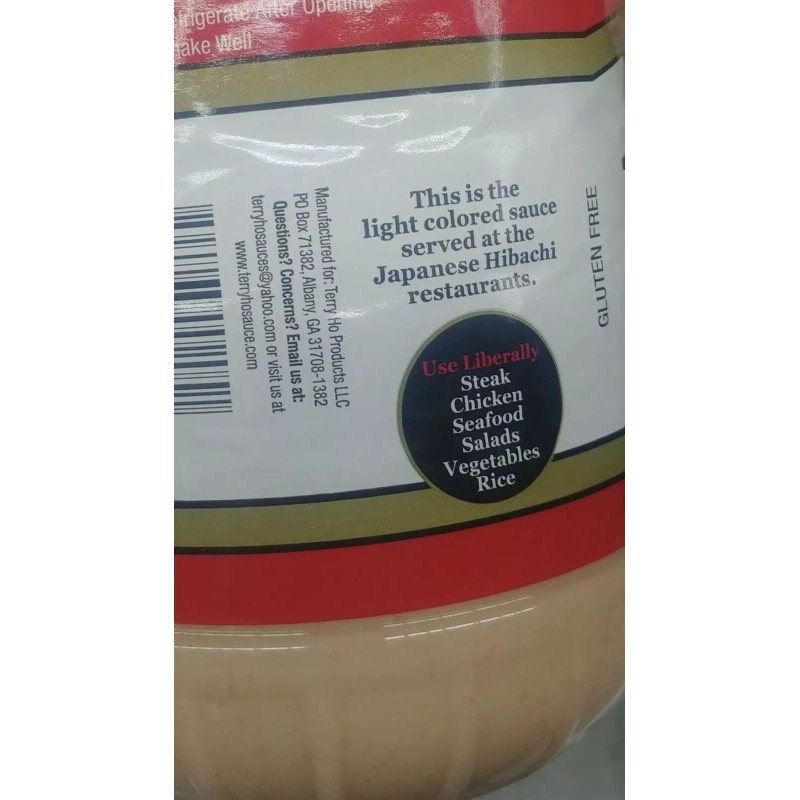 efrigerate After Opening
ake Well
This is the
light colored sauce
served at the
Japanese Hibachi
restaurants.
GLUTEN FREE
Use Liberally
Steak
Chicken
Seafood
Salads
Vegetables
Rice
Manufactured for: Terry Ho Products LLC
PO Box 71382, Albany, GA 31708-1382
Questions? Concerns? Email us at:
terryhosauces@yahoo.com or visit us at
www.terryhosauce.com